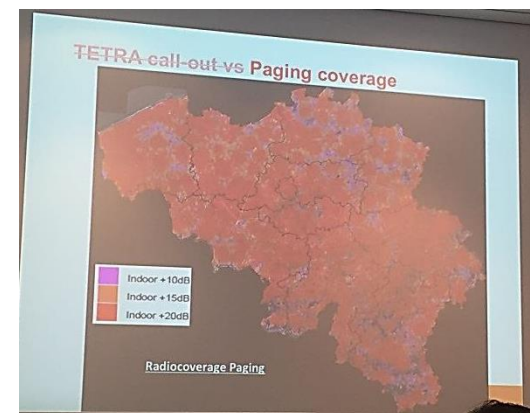 TETRA call-out vs Paging coverage
Indoor +10dB
Indoor +15dB
Indoor +20dB
Radiocoverage Paging